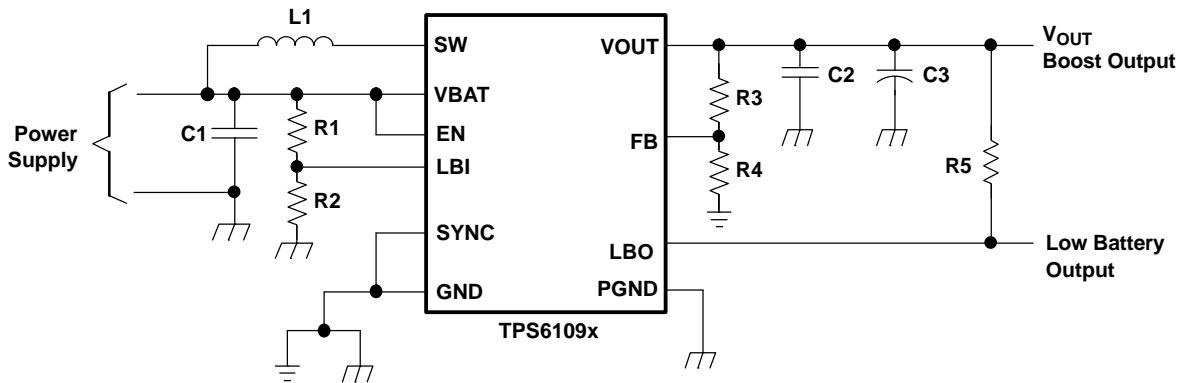 L1
SW
VOUT
V_OUT
Boost Output
C2
C3
R3
VBAT
Power
Supply
C1
R1
EN
FB
LBI
R4
R5
R2
SYNC
LBO
Low Battery
Output
GND
PGND
TPS6109x